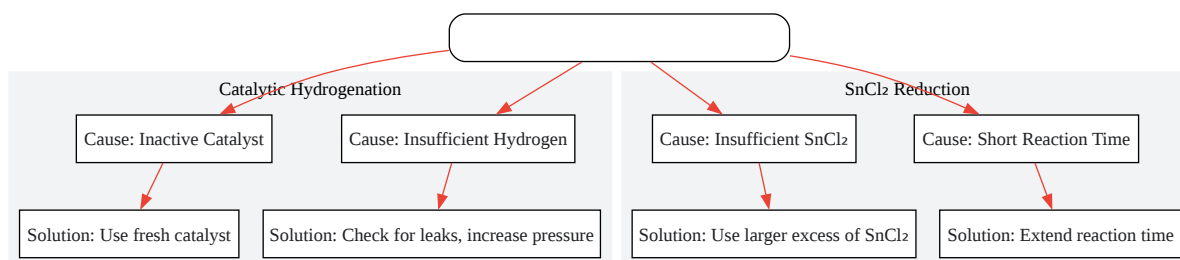 Catalytic Hydrogenation
SnCl₂ Reduction
Cause: Inactive Catalyst
Cause: Insufficient Hydrogen
Cause: Insufficient SnCl₂
Cause: Short Reaction Time
Solution: Use fresh catalyst
Solution: Check for leaks, increase pressure
Solution: Use larger excess of SnCl₂
Solution: Extend reaction time